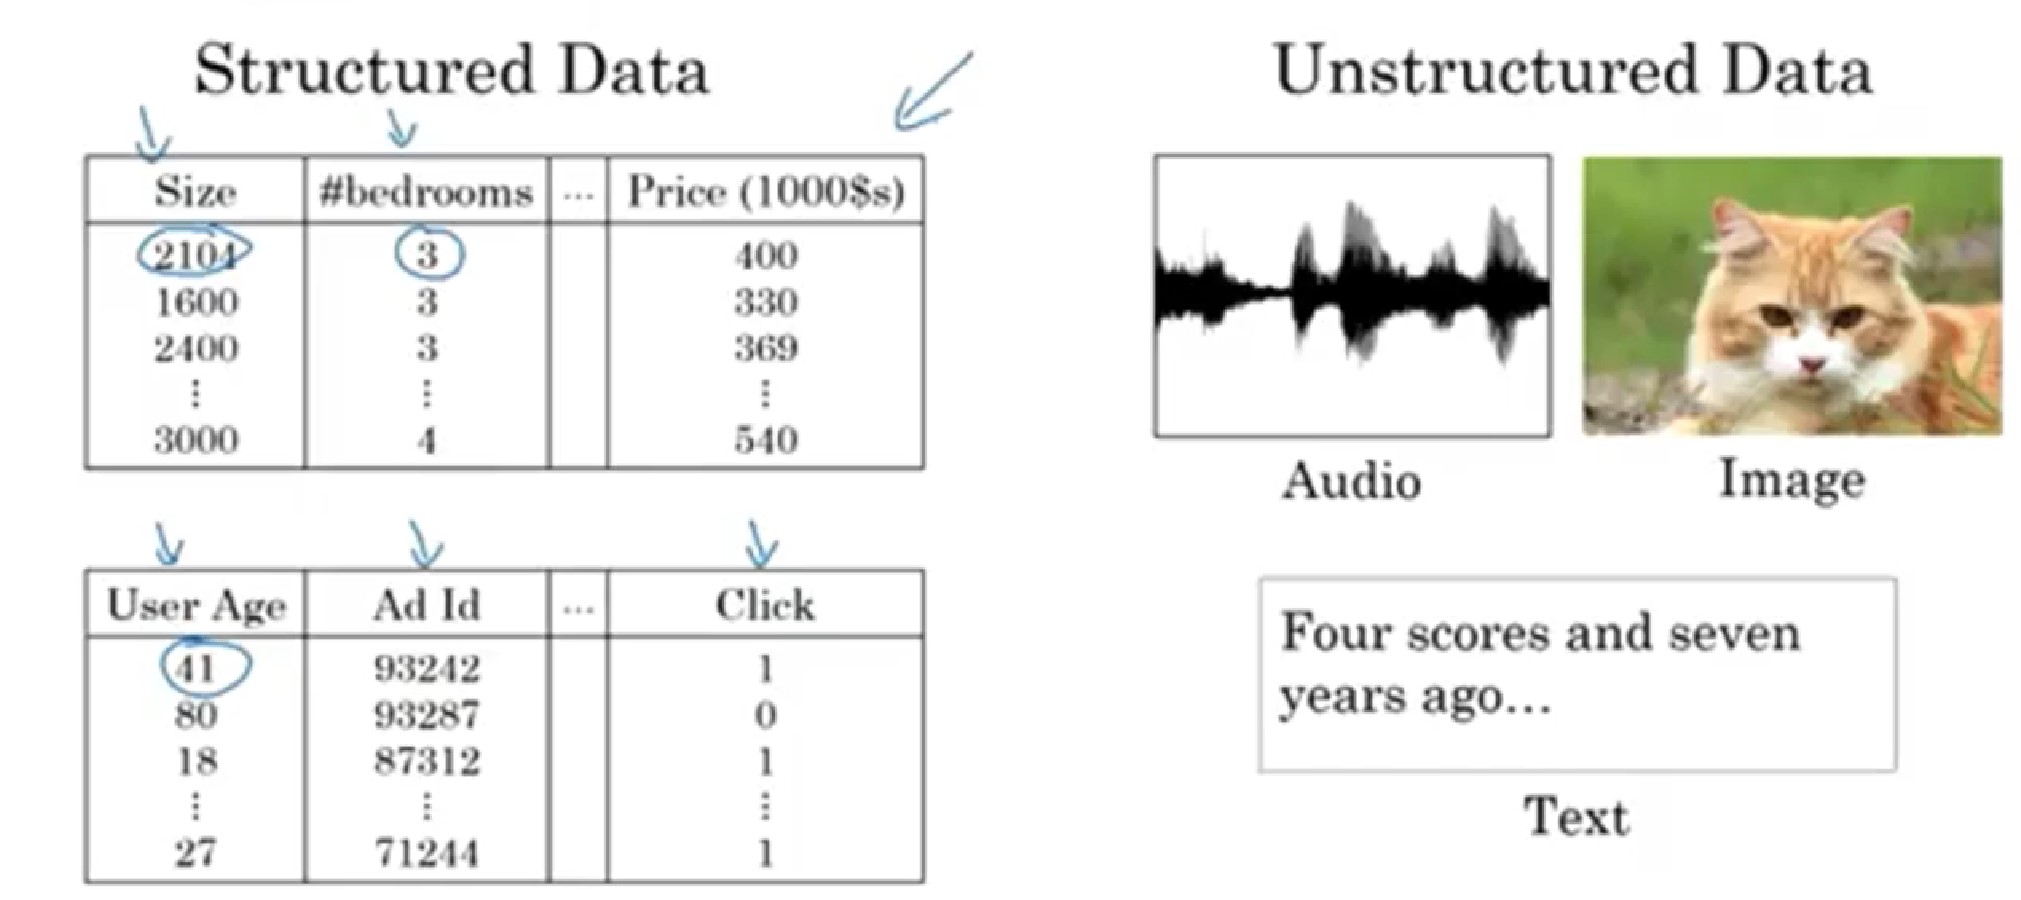 Structured Data
Size #bedrooms ... Price (1000$s)
2104 3 400
1600 3 330
2400 3 369
⋮ ⋮ ⋮
3000 4 540
User Age Ad Id ... Click
41 93242 1
80 93287 0
18 87312 1
⋮ ⋮ ⋮
27 71244 1
Unstructured Data
Audio Image
Four scores and seven
years ago...
Text